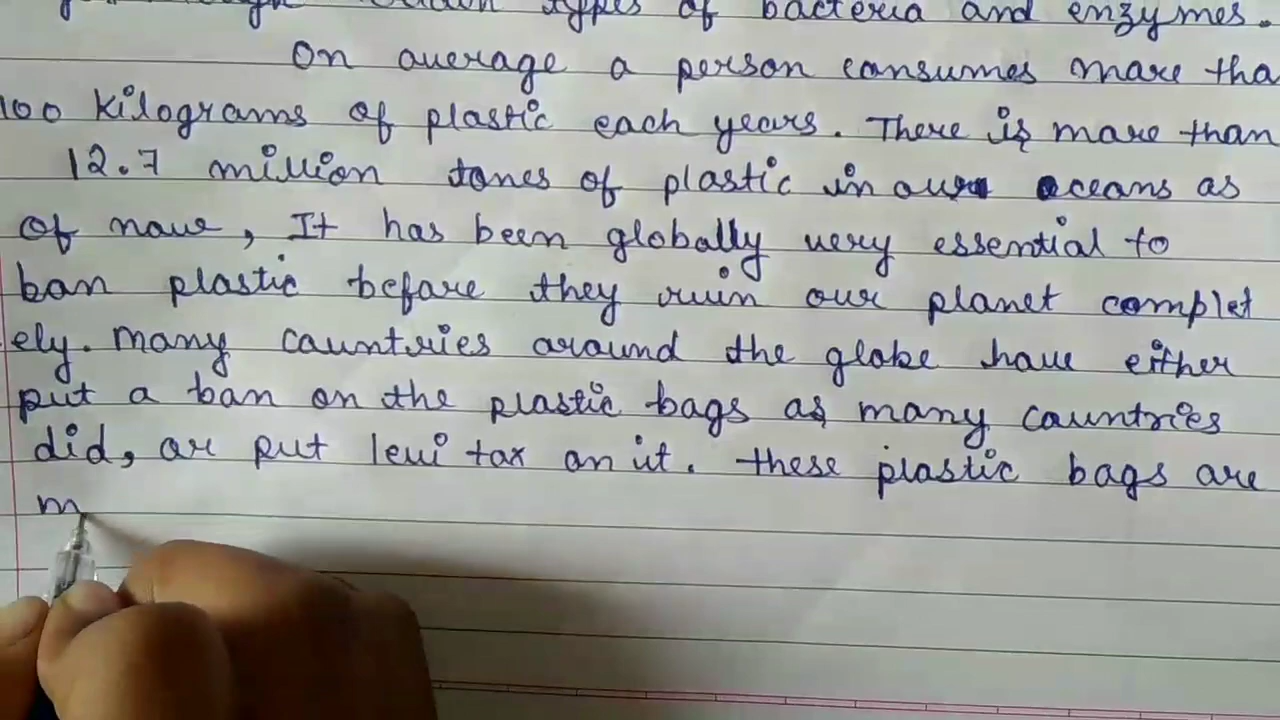 types of bacteria and enzymes.
On average a person consumes more tha
100 kilograms of plastic each years. There is more than
12.7 million tones of plastic in our oceans as
of now, It has been globally very essential to
ban plastic before they ruin our planet complet
ely. Many countries around the globe have either
put a ban on the plastic bags as many countries
did, or put levi tax on it. these plastic bags are
m